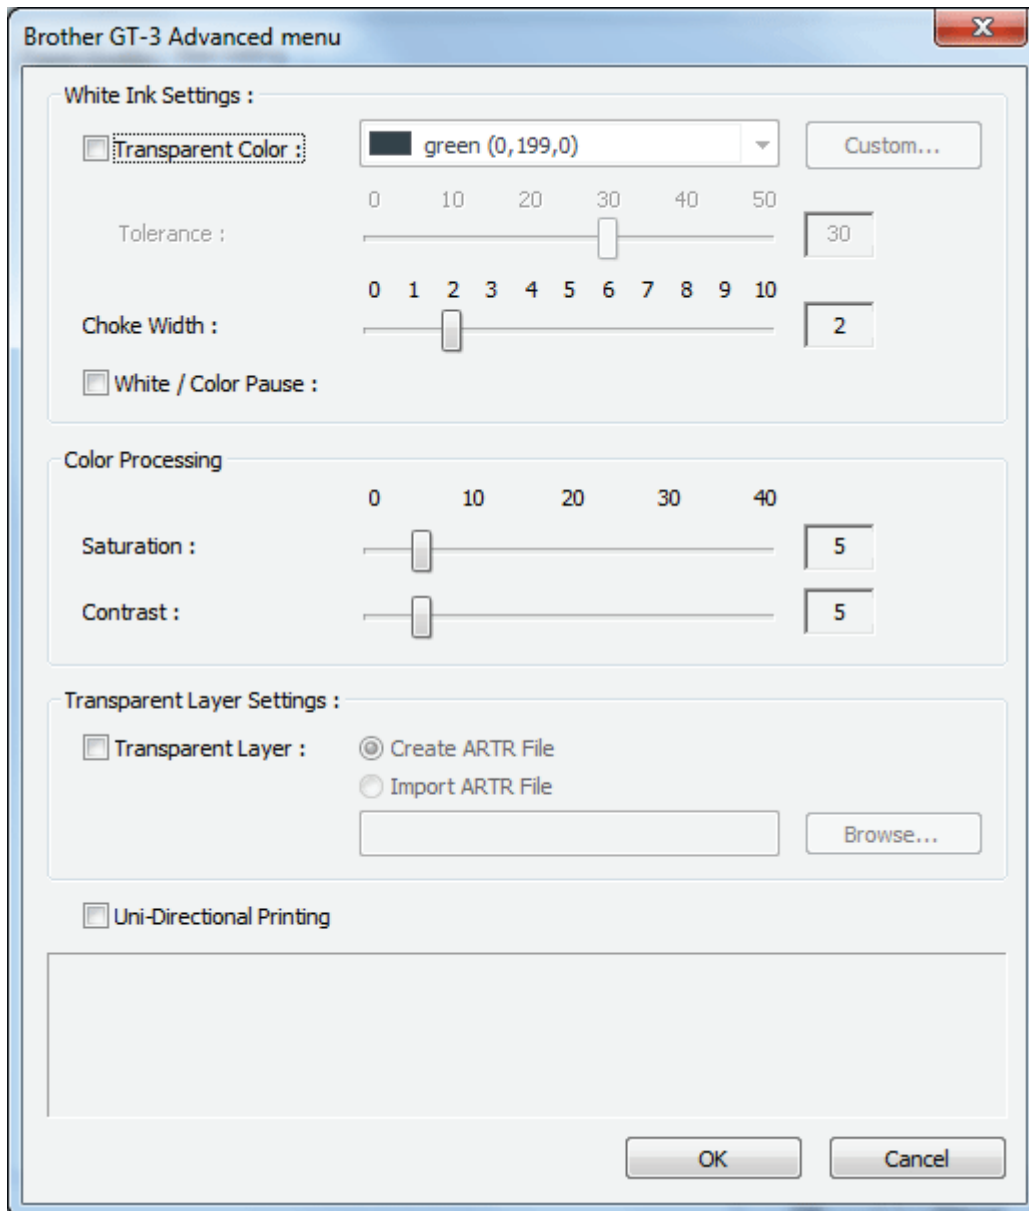 Brother GT-3 Advanced menu
White Ink Settings :
Transparent Color :
green (0,199,0)
Custom...
0 10 20 30 40 50
Tolerance :
30
0 1 2 3 4 5 6 7 8 9 10
Choke Width :
2
White / Color Pause :
Color Processing
0 10 20 30 40
Saturation :
5
Contrast :
5
Transparent Layer Settings :
Transparent Layer :
Create ARTR File
Import ARTR File
Browse...
Uni-Directional Printing
OK
Cancel